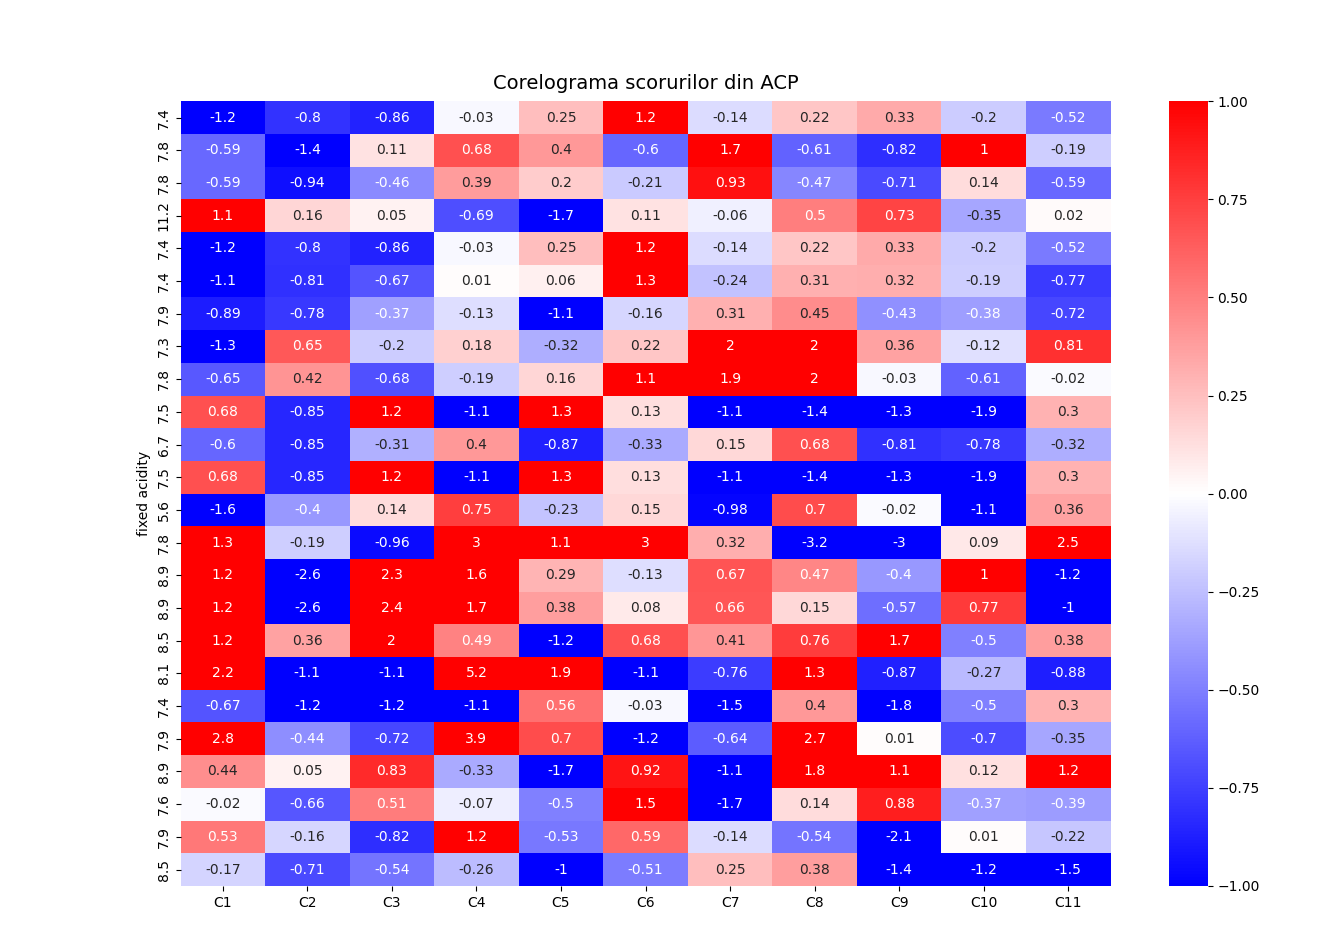 Corelograma scorurilor din ACP
fixed acidity
7.4 -1.2 -0.8 -0.86 -0.03 0.25 1.2 -0.14 0.22 0.33 -0.2 -0.52
7.8 -0.59 -1.4 0.11 0.68 0.4 -0.6 1.7 -0.61 -0.82 1 -0.19
7.8 -0.59 -0.94 -0.46 0.39 0.2 -0.21 0.93 -0.47 -0.71 0.14 -0.59
11.2 1.1 0.16 0.05 -0.69 -1.7 0.11 -0.06 0.5 0.73 -0.35 0.02
7.4 -1.2 -0.8 -0.86 -0.03 0.25 1.2 -0.14 0.22 0.33 -0.2 -0.52
7.4 -1.1 -0.81 -0.67 0.01 0.06 1.3 -0.24 0.31 0.32 -0.19 -0.77
7.9 -0.89 -0.78 -0.37 -0.13 -1.1 -0.16 0.31 0.45 -0.43 -0.38 -0.72
7.3 -1.3 0.65 -0.2 0.18 -0.32 0.22 2 2 0.36 -0.12 0.81
7.8 -0.65 0.42 -0.68 -0.19 0.16 1.1 1.9 2 -0.03 -0.61 -0.02
7.5 0.68 -0.85 1.2 -1.1 1.3 0.13 -1.1 -1.4 -1.3 -1.9 0.3
6.7 -0.6 -0.85 -0.31 0.4 -0.87 -0.33 0.15 0.68 -0.81 -0.78 -0.32
7.5 0.68 -0.85 1.2 -1.1 1.3 0.13 -1.1 -1.4 -1.3 -1.9 0.3
5.6 -1.6 -0.4 0.14 0.75 -0.23 0.15 -0.98 0.7 -0.02 -1.1 0.36
7.8 1.3 -0.19 -0.96 3 1.1 3 0.32 -3.2 -3 0.09 2.5
8.9 1.2 -2.6 2.3 1.6 0.29 -0.13 0.67 0.47 -0.4 1 -1.2
8.9 1.2 -2.6 2.4 1.7 0.38 0.08 0.66 0.15 -0.57 0.77 -1
8.5 1.2 0.36 2 0.49 -1.2 0.68 0.41 0.76 1.7 -0.5 0.38
8.1 2.2 -1.1 -1.1 5.2 1.9 -1.1 -0.76 1.3 -0.87 -0.27 -0.88
7.4 -0.67 -1.2 -1.2 -1.1 0.56 -0.03 -1.5 0.4 -1.8 -0.5 0.3
7.9 2.8 -0.44 -0.72 3.9 0.7 -1.2 -0.64 2.7 0.01 -0.7 -0.35
8.9 0.44 0.05 0.83 -0.33 -1.7 0.92 -1.1 1.8 1.1 0.12 1.2
7.6 -0.02 -0.66 0.51 -0.07 -0.5 1.5 -1.7 0.14 0.88 -0.37 -0.39
7.9 0.53 -0.16 -0.82 1.2 -0.53 0.59 -0.14 -0.54 -2.1 0.01 -0.22
8.5 -0.17 -0.71 -0.54 -0.26 -1 -0.51 0.25 0.38 -1.4 -1.2 -1.5
C1 C2 C3 C4 C5 C6 C7 C8 C9 C10 C11
1.00
0.75
0.50
0.25
0.00
−0.25
−0.50
−0.75
−1.00